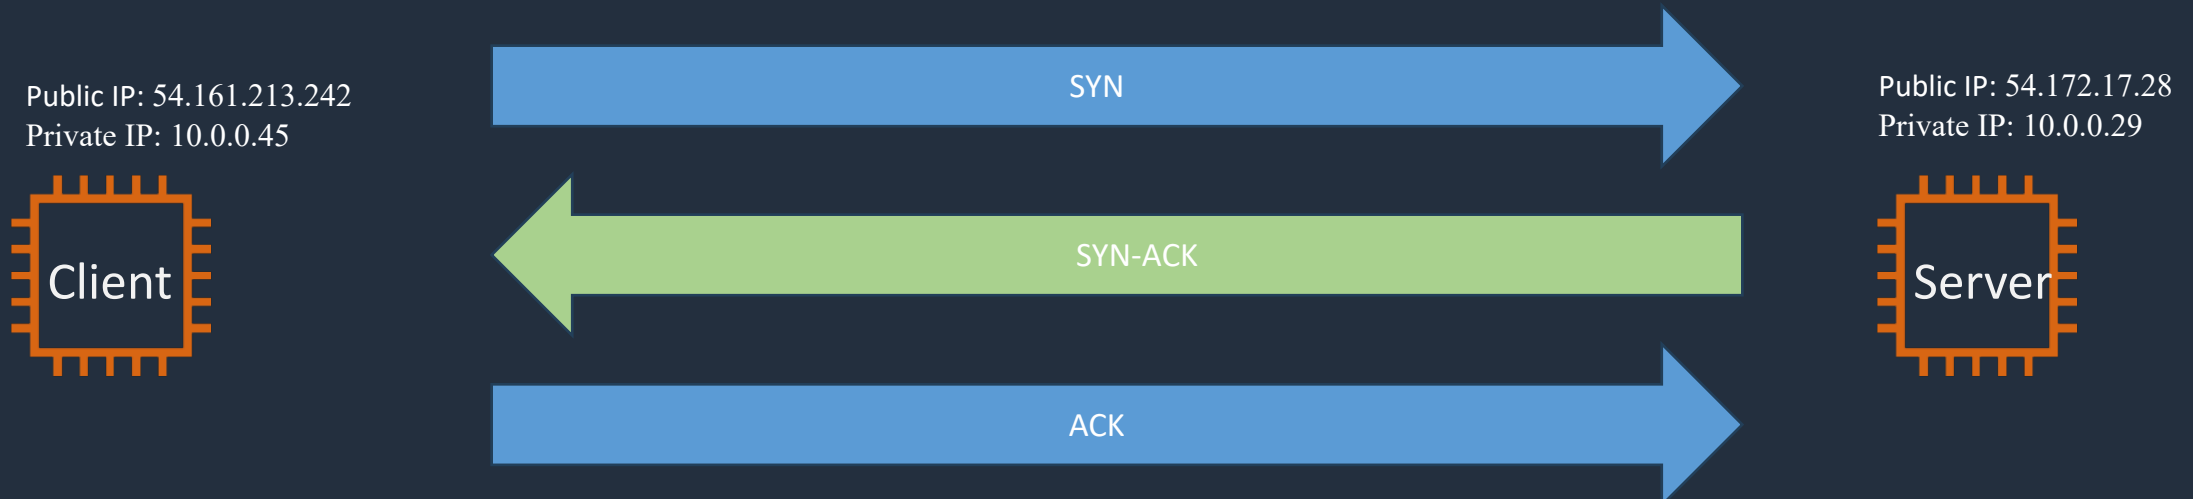 Public IP: 54.161.213.242
Private IP: 10.0.0.45
Client
SYN
SYN-ACK
ACK
Public IP: 54.172.17.28
Private IP: 10.0.0.29
Server